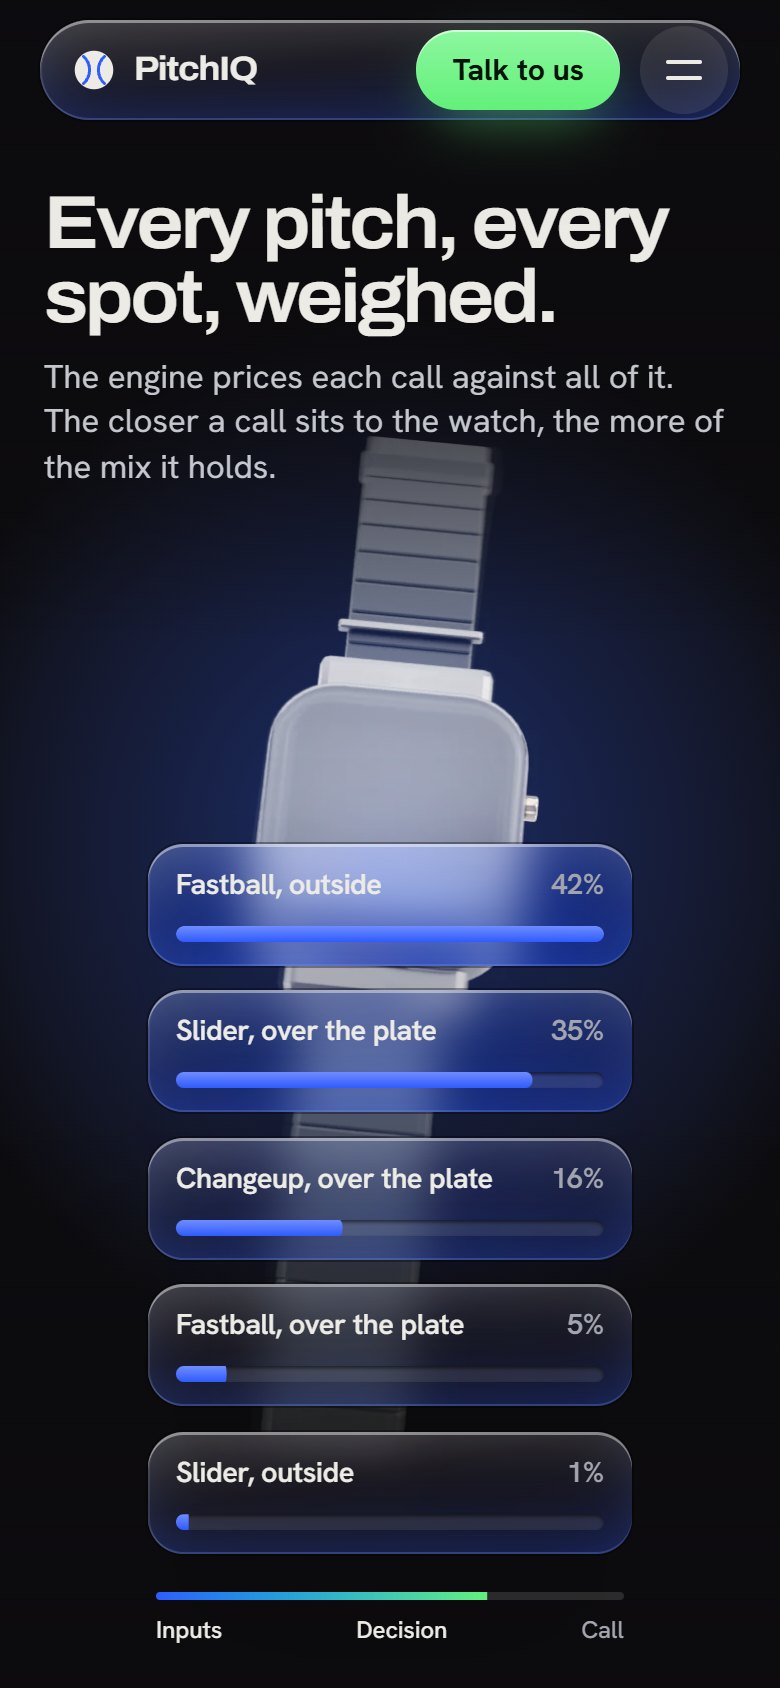 PitchIQ
Talk to us
Every pitch, every
spot, weighed.
The engine prices each call against all of it.
The closer a call sits to the watch, the more of
the mix it holds.
Fastball, outside 42%
Slider, over the plate 35%
Changeup, over the plate 16%
Fastball, over the plate 5%
Slider, outside 1%
Inputs Decision Call